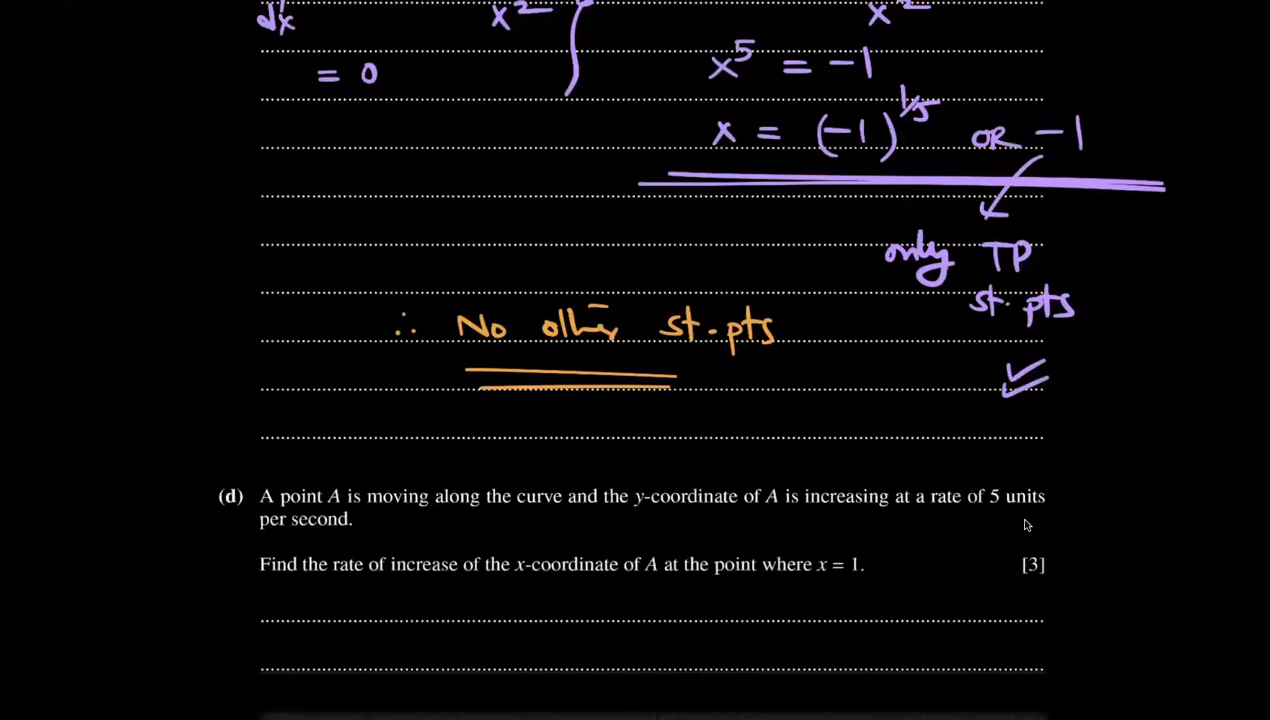 dx x² x²
= 0 x⁵ = -1
x = (-1)^1/5 OR -1
only TP
st. pts
∴ No other st. pts
(d) A point A is moving along the curve and the y-coordinate of A is increasing at a rate of 5 units
per second.
Find the rate of increase of the x-coordinate of A at the point where x = 1. [3]